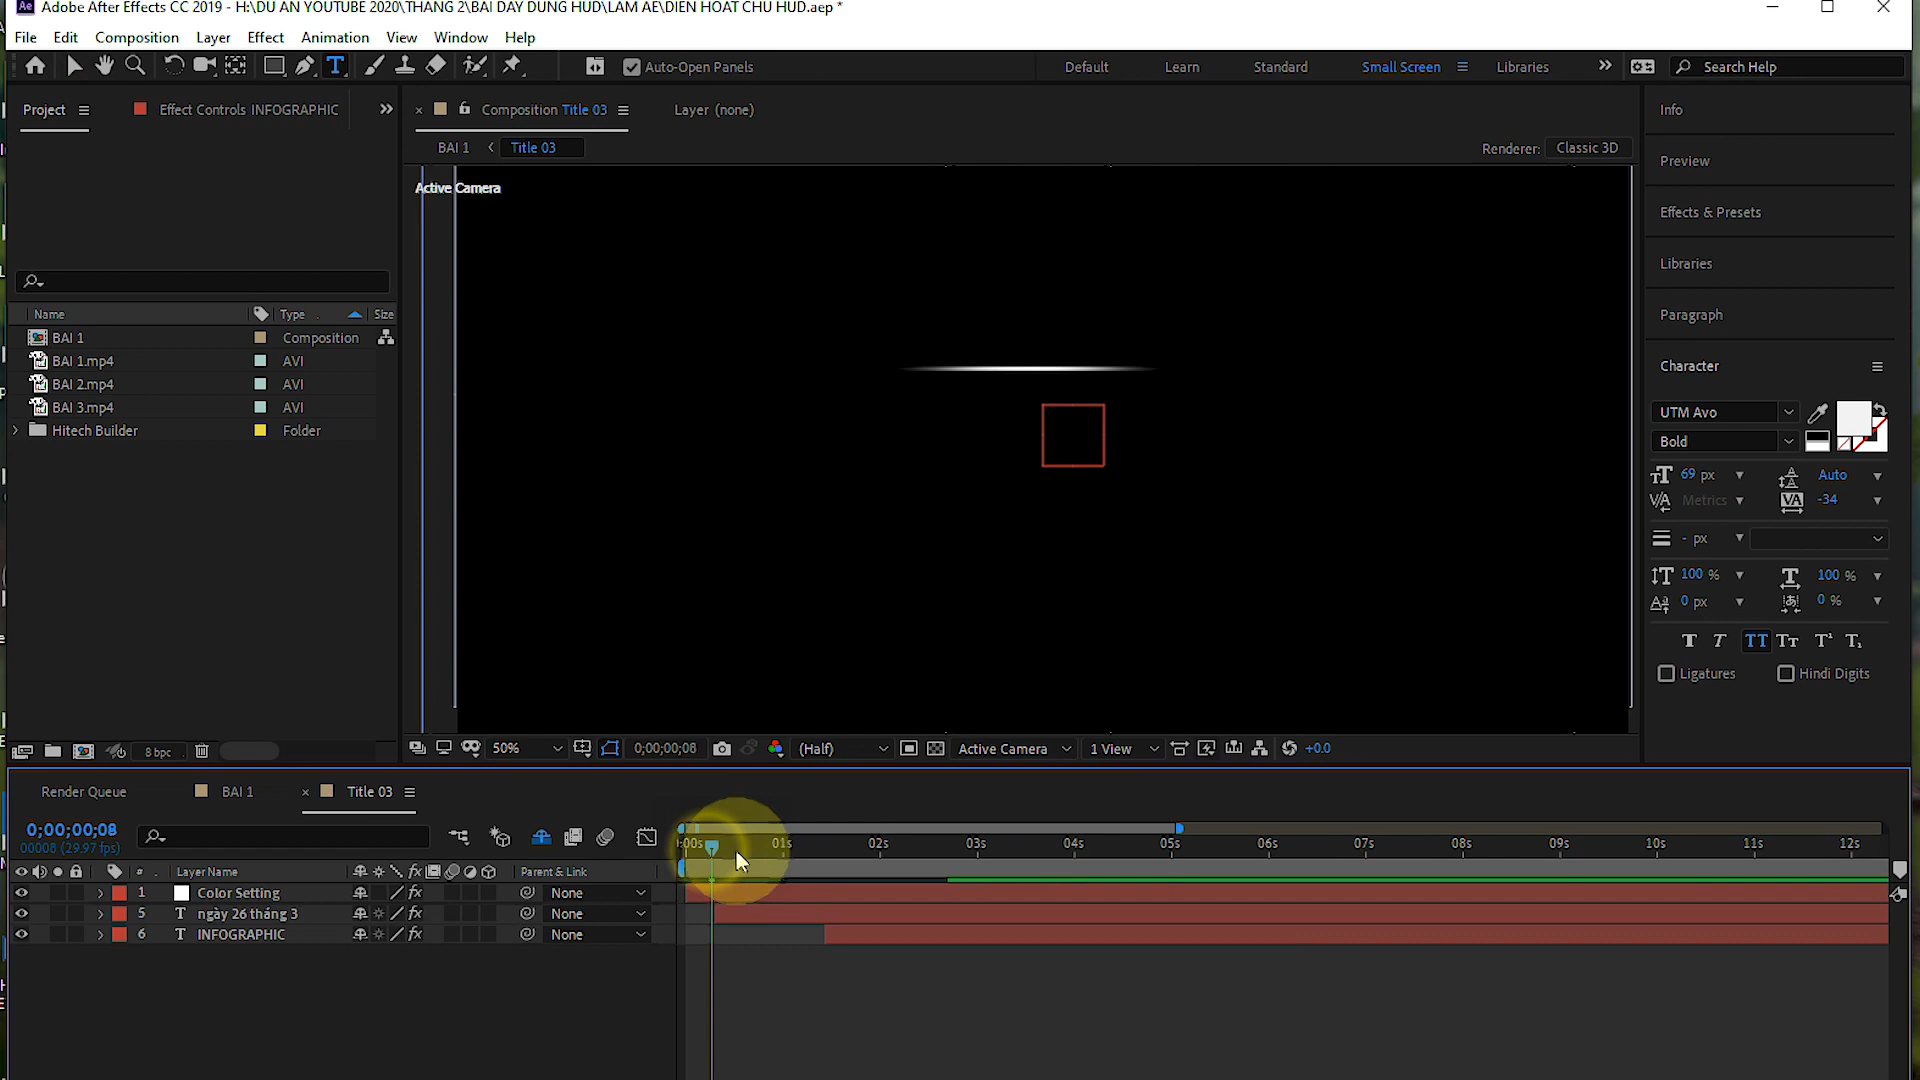 Adobe After Effects CC 2019 - H:\DU AN YOUTUBE 2020\THANG 2\BAI DAY DUNG HUD\LAM AE\DIEN HOAT CHU HUD.aep *
File Edit Composition Layer Effect Animation View Window Help
Auto-Open Panels Default Learn Standard Small Screen Libraries Search Help
Project Effect Controls INFOGRAPHIC Composition Title 03 Layer (none) Info
BAI 1 Title 03 Renderer: Classic 3D
Preview
Active Camera
Effects & Presets
Libraries
Name Type Size
Paragraph
BAI 1 Composition
BAI 1.mp4 AVI
Character
BAI 2.mp4 AVI
BAI 3.mp4 AVI
UTM Avo
Hitech Builder Folder
Bold
69 px Auto
Metrics -34
- px
100 % 100 %
0 px 0 %
Ligatures Hindi Digits
8 bpc 50% 0;00;00;08 (Half) Active Camera 1 View +0.0
Render Queue BAI 1 Title 03
0;00;00;08
00008 (29.97 fps)
:00s 01s 02s 03s 04s 05s 06s 07s 08s 09s 10s 11s 12s
# Layer Name Parent & Link
1 Color Setting None
5 T ngày 26 tháng 3 None
6 T INFOGRAPHIC None